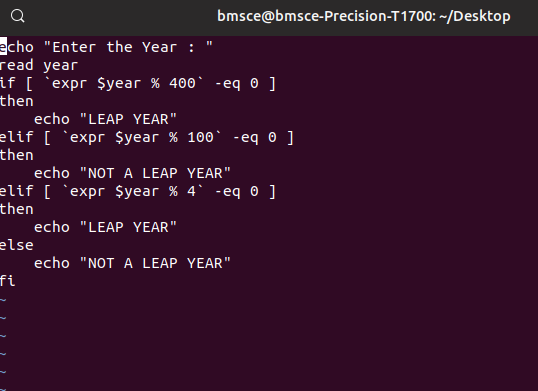 bmsce@bmsce-Precision-T1700: ~/Desktop
echo "Enter the Year : "
read year
if [ `expr $year % 400` -eq 0 ]
then
    echo "LEAP YEAR"
elif [ `expr $year % 100` -eq 0 ]
then
    echo "NOT A LEAP YEAR"
elif [ `expr $year % 4` -eq 0 ]
then
    echo "LEAP YEAR"
else
    echo "NOT A LEAP YEAR"
fi
~
~
~
~
~
~